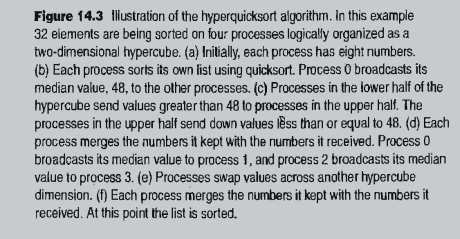 Figure 14.3 Illustration of the hyperquicksort algorithm. In this example
32 elements are being sorted on four processes logically organized as a
two-dimensional hypercube. (a) Initially, each process has eight numbers.
(b) Each process sorts its own list using quicksort. Process 0 broadcasts its
median value, 48, to the other processes. (c) Processes in the lower half of the
hypercube send values greater than 48 to processes in the upper half. The
processes in the upper half send down values less than or equal to 48. (d) Each
process merges the numbers it kept with the numbers it received. Process 0
broadcasts its median value to process 1, and process 2 broadcasts its median
value to process 3. (e) Processes swap values across another hypercube
dimension. (f) Each process merges the numbers it kept with the numbers it
received. At this point the list is sorted.